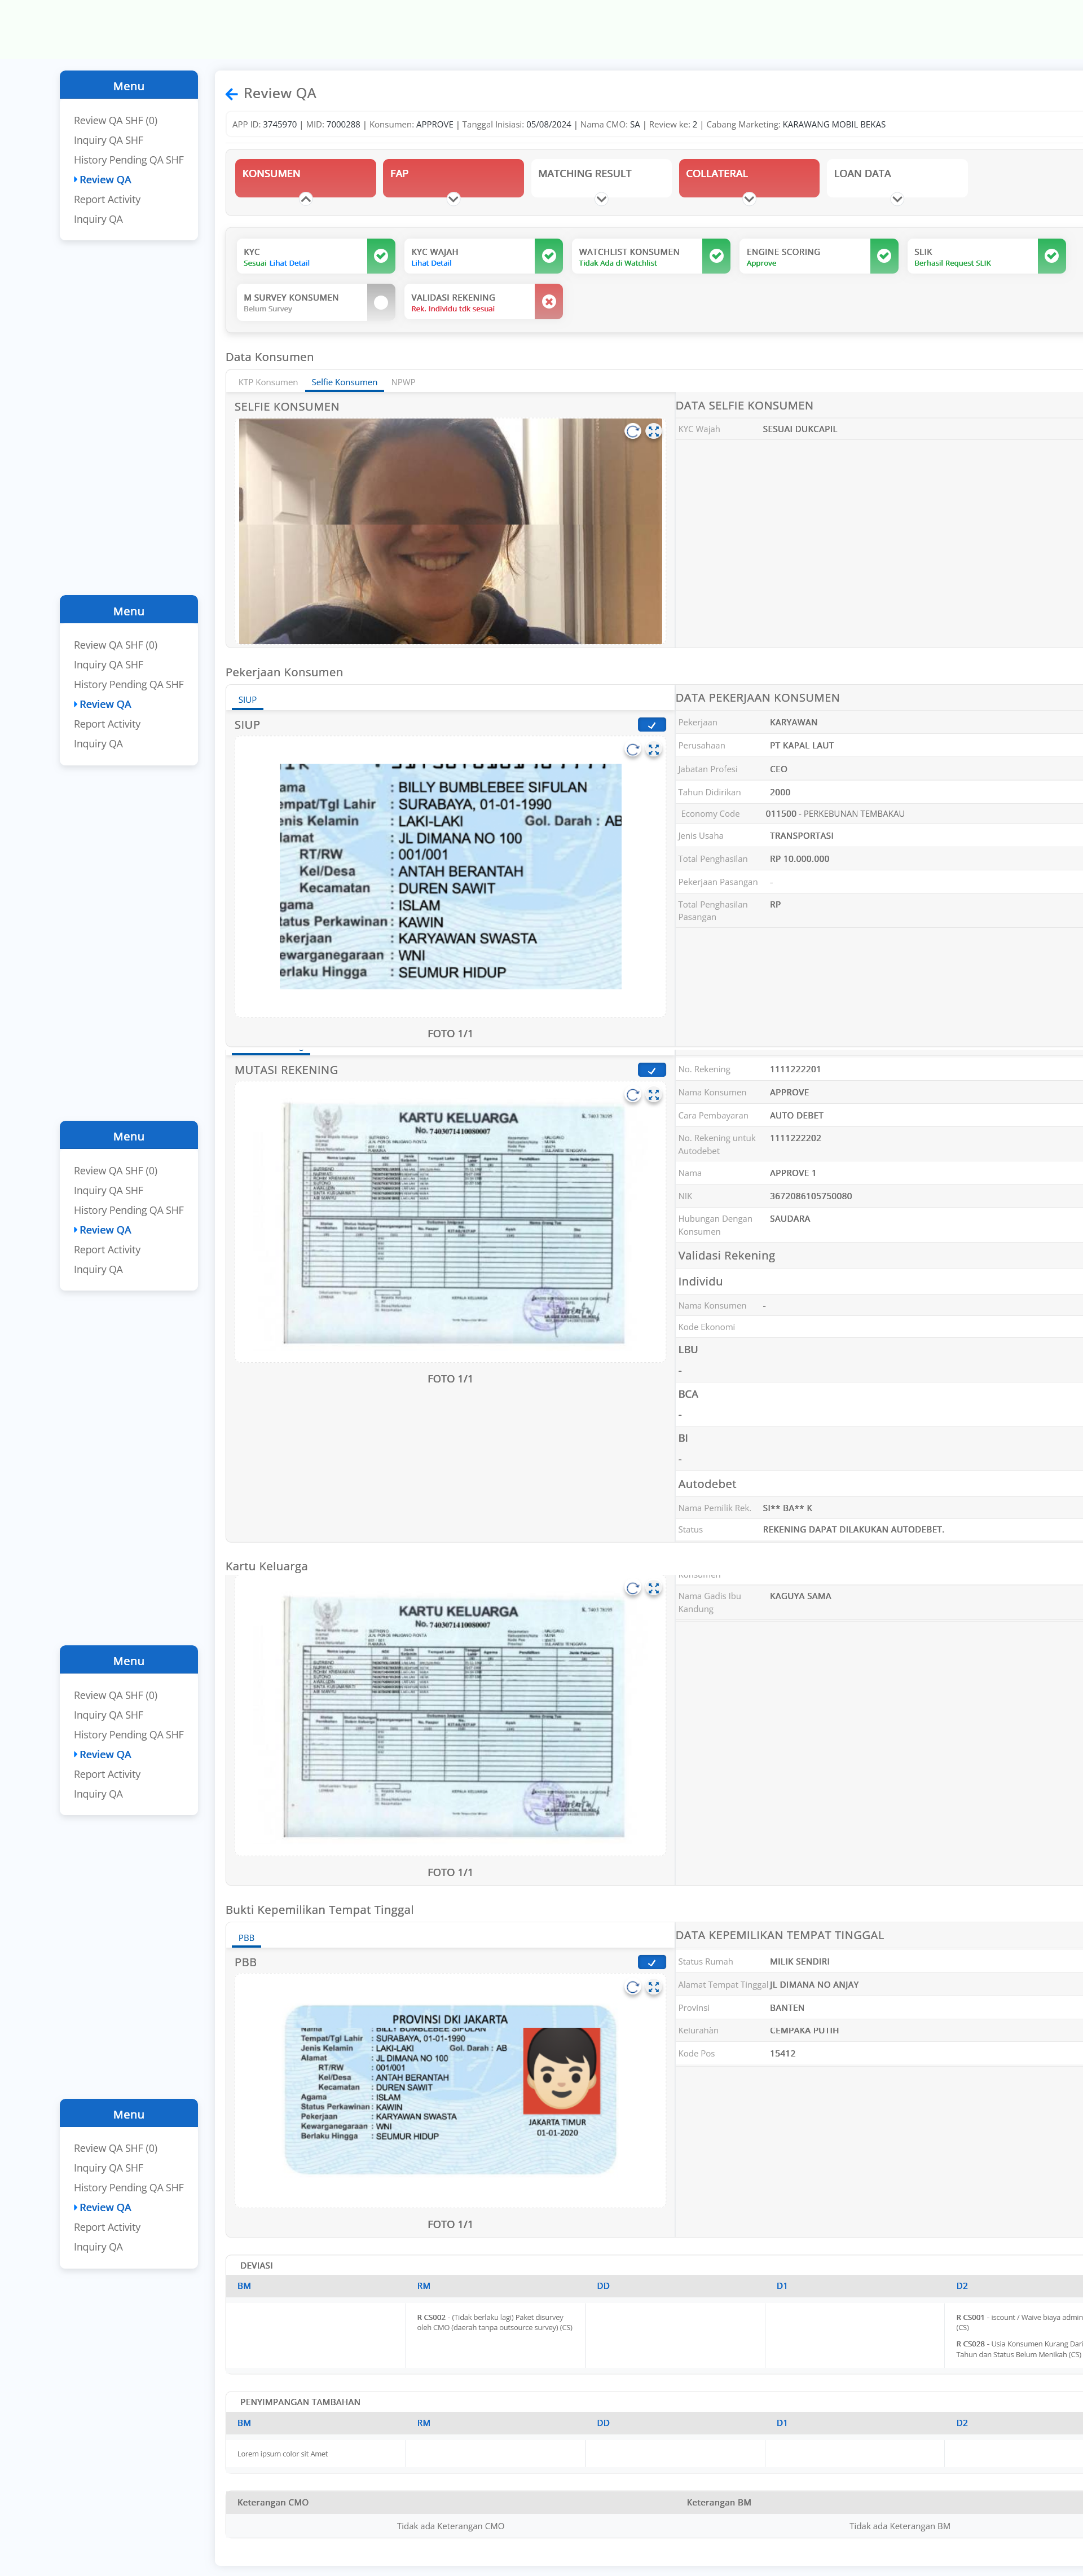 Menu
Review QA SHF (0)
Inquiry QA SHF
History Pending QA SHF
Review QA
Report Activity
Inquiry QA
Review QA
APP ID: 3745970 | MID: 7000288 | Konsumen: APPROVE | Tanggal Inisiasi: 05/08/2024 | Nama CMO: SA | Review ke: 2 | Cabang Marketing: KARAWANG MOBIL BEKAS
KONSUMEN
FAP
MATCHING RESULT
COLLATERAL
LOAN DATA
KYC
Sesuai Lihat Detail
KYC WAJAH
Lihat Detail
WATCHLIST KONSUMEN
Tidak Ada di Watchlist
ENGINE SCORING
Approve
SLIK
Berhasil Request SLIK
M SURVEY KONSUMEN
Belum Survey
VALIDASI REKENING
Rek. Individu tdk sesuai
Data Konsumen
KTP Konsumen Selfie Konsumen NPWP
SELFIE KONSUMEN
DATA SELFIE KONSUMEN
KYC Wajah SESUAI DUKCAPIL
Menu
Review QA SHF (0)
Inquiry QA SHF
History Pending QA SHF
Review QA
Report Activity
Inquiry QA
Pekerjaan Konsumen
SIUP
SIUP
ama : BILLY BUMBLEBEE SIFULAN
empat/Tgl Lahir : SURABAYA, 01-01-1990
enis Kelamin : LAKI-LAKI Gol. Darah : AB
lamat : JL DIMANA NO 100
RT/RW : 001/001
Kel/Desa : ANTAH BERANTAH
Kecamatan : DUREN SAWIT
gama : ISLAM
tatus Perkawinan : KAWIN
ekerjaan : KARYAWAN SWASTA
ewarganegaraan : WNI
erlaku Hingga : SEUMUR HIDUP
FOTO 1/1
DATA PEKERJAAN KONSUMEN
Pekerjaan KARYAWAN
Perusahaan PT KAPAL LAUT
Jabatan Profesi CEO
Tahun Didirikan 2000
Economy Code 011500 - PERKEBUNAN TEMBAKAU
Jenis Usaha TRANSPORTASI
Total Penghasilan RP 10.000.000
Pekerjaan Pasangan -
Total Penghasilan Pasangan RP
Menu
Review QA SHF (0)
Inquiry QA SHF
History Pending QA SHF
Review QA
Report Activity
Inquiry QA
MUTASI REKENING
KARTU KELUARGA
No. 7403071410080007
FOTO 1/1
No. Rekening 1111222201
Nama Konsumen APPROVE
Cara Pembayaran AUTO DEBET
No. Rekening untuk Autodebet 1111222202
Nama APPROVE 1
NIK 3672086105750080
Hubungan Dengan Konsumen SAUDARA
Validasi Rekening
Individu
Nama Konsumen -
Kode Ekonomi
LBU
-
BCA
-
BI
-
Autodebet
Nama Pemilik Rek. SI** BA** K
Status REKENING DAPAT DILAKUKAN AUTODEBET.
Kartu Keluarga
KARTU KELUARGA
No. 7403071410080007
FOTO 1/1
Konsumen
Nama Gadis Ibu Kandung KAGUYA SAMA
Menu
Review QA SHF (0)
Inquiry QA SHF
History Pending QA SHF
Review QA
Report Activity
Inquiry QA
Bukti Kepemilikan Tempat Tinggal
PBB
PBB
PROVINSI DKI JAKARTA
Nama : BILLY BUMBLEBEE SIFULAN
Tempat/Tgl Lahir : SURABAYA, 01-01-1990
Jenis Kelamin : LAKI-LAKI Gol. Darah : AB
Alamat : JL DIMANA NO 100
RT/RW : 001/001
Kel/Desa : ANTAH BERANTAH
Kecamatan : DUREN SAWIT
Agama : ISLAM
Status Perkawinan : KAWIN
Pekerjaan : KARYAWAN SWASTA
Kewarganegaraan : WNI
Berlaku Hingga : SEUMUR HIDUP
JAKARTA TIMUR
01-01-2020
FOTO 1/1
DATA KEPEMILIKAN TEMPAT TINGGAL
Status Rumah MILIK SENDIRI
Alamat Tempat Tinggal JL DIMANA NO ANJAY
Provinsi BANTEN
Kelurahan CEMPAKA PUTIH
Kode Pos 15412
Menu
Review QA SHF (0)
Inquiry QA SHF
History Pending QA SHF
Review QA
Report Activity
Inquiry QA
DEVIASI
BM RM DD D1 D2
R CS002 - (Tidak berlaku lagi) Paket disurvey
oleh CMO (daerah tanpa outsource survey) (CS)
R CS001 - iscount / Waive biaya admin
(CS)
R CS028 - Usia Konsumen Kurang Dari
Tahun dan Status Belum Menikah (CS)
PENYIMPANGAN TAMBAHAN
BM RM DD D1 D2
Lorem ipsum color sit Amet
Keterangan CMO Keterangan BM
Tidak ada Keterangan CMO Tidak ada Keterangan BM